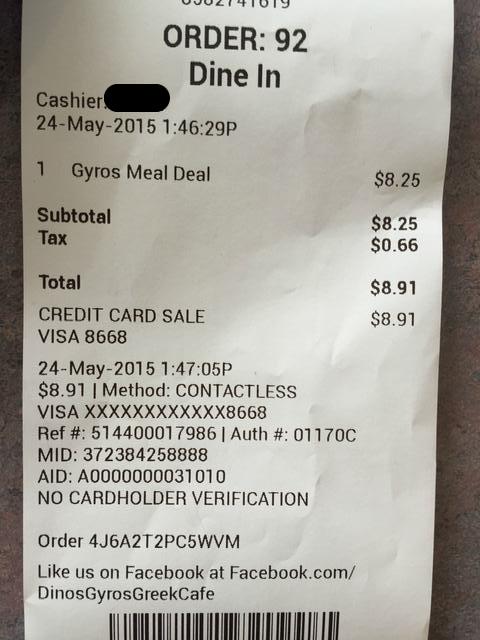 ORDER: 92
Dine In
Cashier:
24-May-2015 1:46:29P
1 Gyros Meal Deal $8.25
Subtotal $8.25
Tax $0.66
Total $8.91
CREDIT CARD SALE $8.91
VISA 8668
24-May-2015 1:47:05P
$8.91 | Method: CONTACTLESS
VISA XXXXXXXXXXXX8668
Ref #: 514400017986 | Auth #: 01170C
MID: 372384258888
AID: A0000000031010
NO CARDHOLDER VERIFICATION
Order 4J6A2T2PC5WVM
Like us on Facebook at Facebook.com/
DinosGyrosGreekCafe